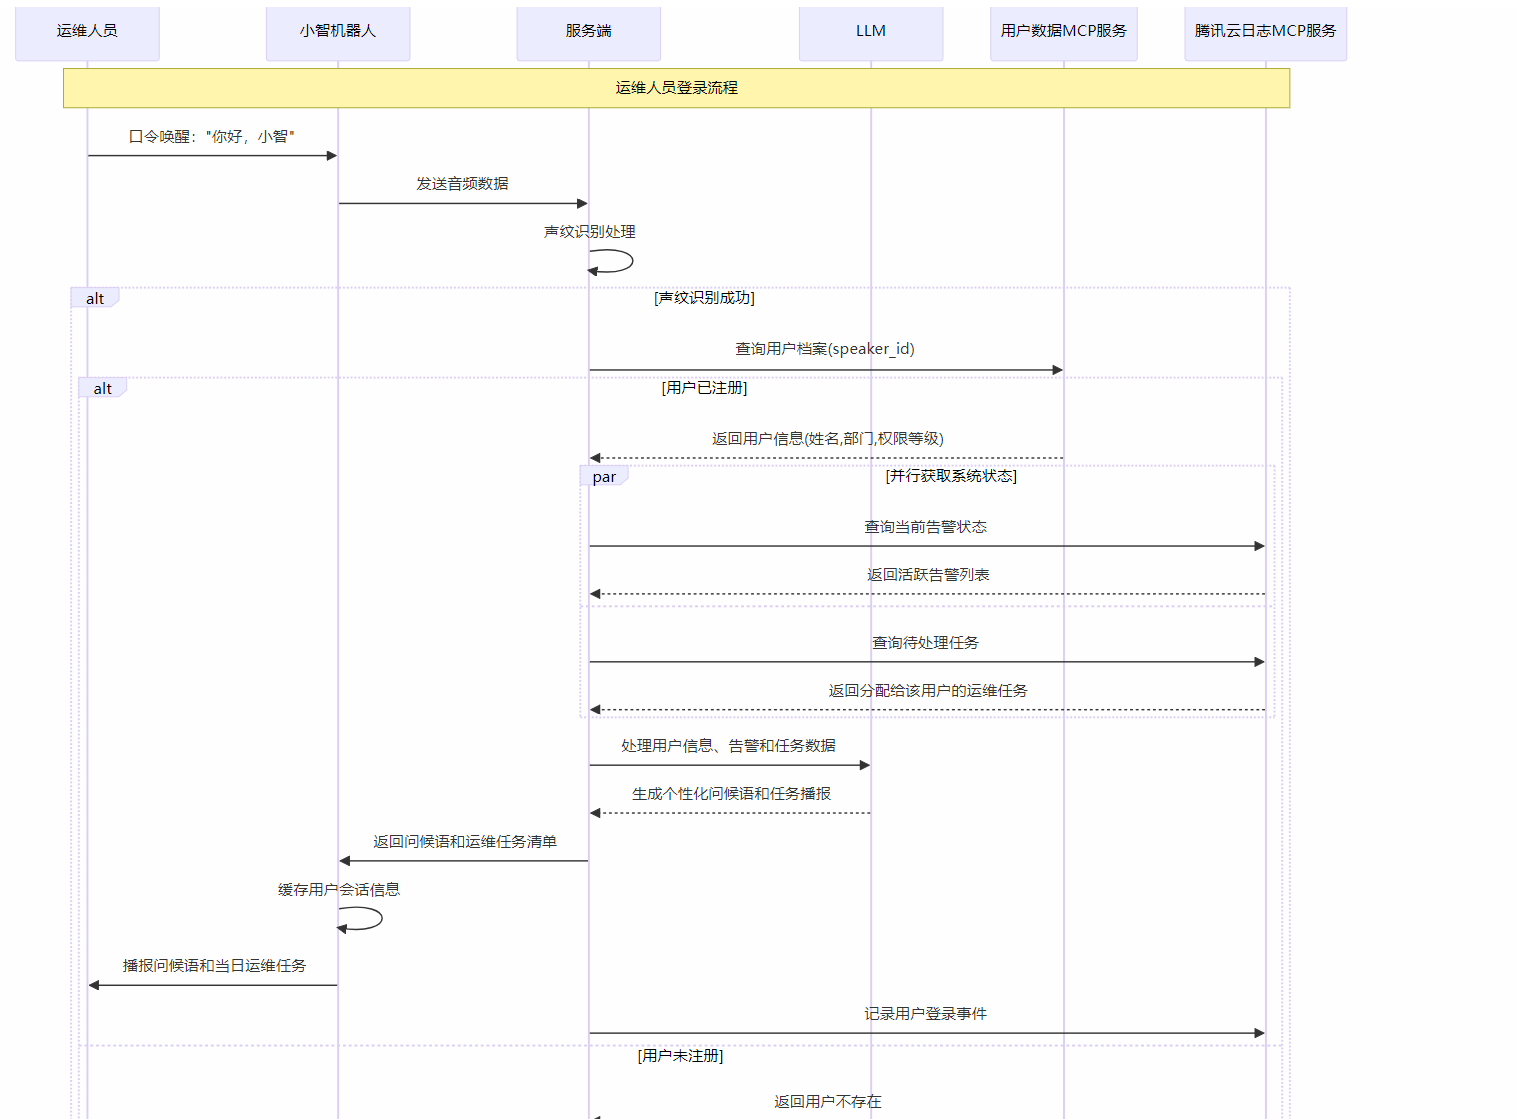 运维人员
小智机器人
服务端
LLM
用户数据MCP服务
腾讯云日志MCP服务
运维人员登录流程
口令唤醒："你好，小智"
发送音频数据
声纹识别处理
alt
[声纹识别成功]
查询用户档案(speaker_id)
alt
[用户已注册]
返回用户信息(姓名,部门,权限等级)
par
[并行获取系统状态]
查询当前告警状态
返回活跃告警列表
查询待处理任务
返回分配给该用户的运维任务
处理用户信息、告警和任务数据
生成个性化问候语和任务播报
返回问候语和运维任务清单
缓存用户会话信息
播报问候语和当日运维任务
记录用户登录事件
[用户未注册]
返回用户不存在